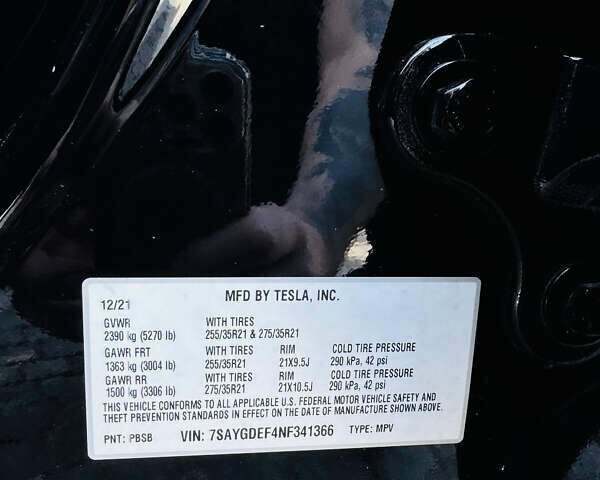 MFD BY TESLA, INC.
12/21
GVWR WITH TIRES
2390 kg (5270 lb) 255/35R21 & 275/35R21
GAWR FRT WITH TIRES RIM COLD TIRE PRESSURE
1363 kg (3004 lb) 255/35R21 21X9.5J 290 kPa, 42 psi
GAWR RR WITH TIRES RIM COLD TIRE PRESSURE
1500 kg (3306 lb) 275/35R21 21X10.5J 290 kPa, 42 psi
THIS VEHICLE CONFORMS TO ALL APPLICABLE U.S. FEDERAL MOTOR VEHICLE SAFETY AND
THEFT PREVENTION STANDARDS IN EFFECT ON THE DATE OF MANUFACTURE SHOWN ABOVE.
PNT: PBSB VIN: 7SAYGDEF4NF341366 TYPE: MPV